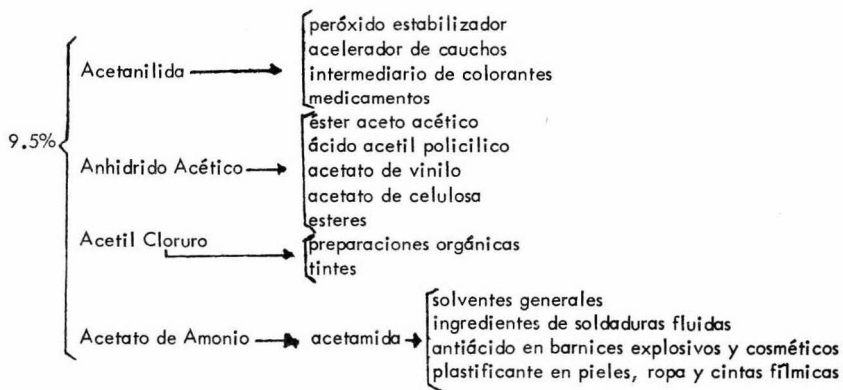 peróxido estabilizador
acelerador de cauchos
Acetanilida
intermediario de colorantes
medicamentos
9.5%
éster aceto acético
ácido acetil policilico
Anhidrido Acético
acetato de vinilo
acetato de celulosa
esteres
Acetil Cloruro
preparaciones orgánicas
tintes
solventes generales
ingredientes de soldaduras fluidas
Acetato de Amonio acetamida
antiácido en barnices explosivos y cosméticos
plastificante en pieles, ropa y cintas fílmicas